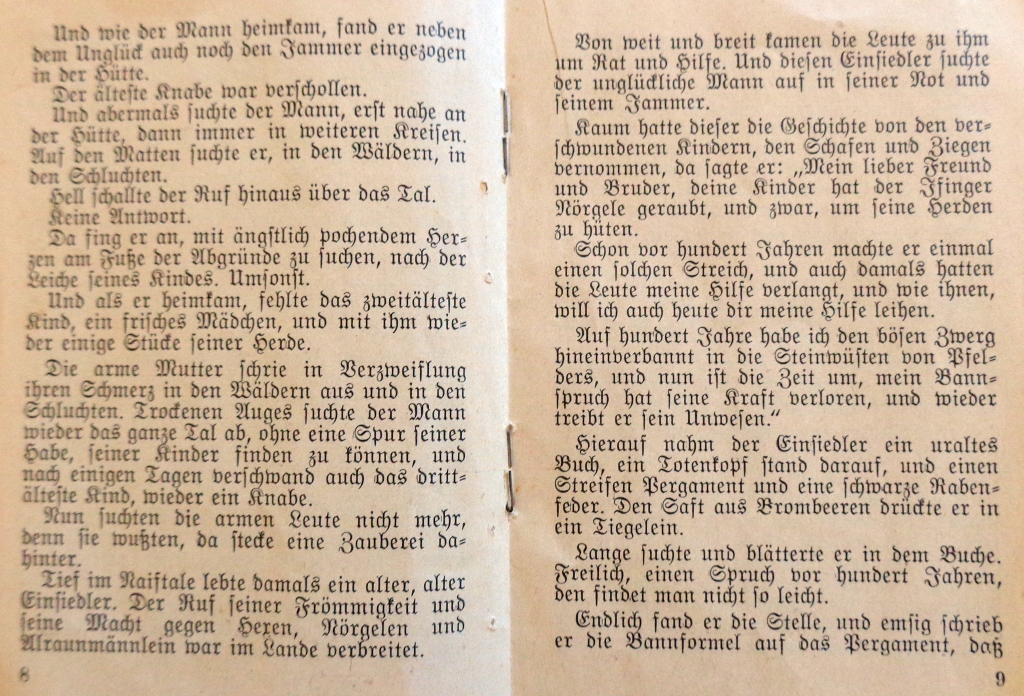 Und wie der Mann heimkam, fand er neben
dem Unglück auch noch den Jammer eingezogen
in der Hütte.
Der älteste Knabe war verschollen.
Und abermals suchte der Mann, erst nahe an
der Hütte, dann immer in weiteren Kreisen.
Auf den Matten suchte er, in den Wäldern, in
den Schluchten.
Hell schallte der Ruf hinaus über das Tal.
Keine Antwort.
Da fing er an, mit ängstlich pochendem Her-
zen am Fuße der Abgründe zu suchen, nach der
Leiche seines Kindes. Umsonst.
Und als er heimkam, fehlte das zweitälteste
Kind, ein frisches Mädchen, und mit ihm wie-
der einige Stücke seiner Herde.
Die arme Mutter schrie in Verzweiflung
ihren Schmerz in den Wäldern aus und in den
Schluchten. Trockenen Auges suchte der Mann
wieder das ganze Tal ab, ohne eine Spur seiner
Habe, seiner Kinder finden zu können, und
nach einigen Tagen verschwand auch das dritt-
älteste Kind, wieder ein Knabe.
Nun suchten die armen Leute nicht mehr,
denn sie wußten, da stecke eine Zauberei da-
hinter.
Tief im Naiftale lebte damals ein alter, alter
Einsiedler. Der Ruf seiner Frömmigkeit und
seine Macht gegen Hexen, Nörgelen und
Alraunmännlein war im Lande verbreitet.
8
Von weit und breit kamen die Leute zu ihm
um Rat und Hilfe. Und diesen Einsiedler suchte
der unglückliche Mann auf in seiner Not und
seinem Jammer.
Kaum hatte dieser die Geschichte von den ver-
schwundenen Kindern, den Schafen und Ziegen
vernommen, da sagte er: „Mein lieber Freund
und Bruder, deine Kinder hat der Ifinger
Nörgele geraubt, und zwar, um seine Herden
zu hüten.
Schon vor hundert Jahren machte er einmal
einen solchen Streich, und auch damals hatten
die Leute meine Hilfe verlangt, und wie ihnen,
will ich auch heute dir meine Hilfe leihen.
Auf hundert Jahre habe ich den bösen Zwerg
hineinverbannt in die Steinwüsten von Pfel-
ders, und nun ist die Zeit um, mein Bann-
spruch hat seine Kraft verloren, und wieder
treibt er sein Unwesen.“
Hierauf nahm der Einsiedler ein uraltes
Buch, ein Totenkopf stand darauf, und einen
Streifen Pergament und eine schwarze Raben-
feder. Den Saft aus Brombeeren drückte er in
ein Tiegelein.
Lange suchte und blätterte er in dem Buche.
Freilich, einen Spruch vor hundert Jahren,
den findet man nicht so leicht.
Endlich fand er die Stelle, und emsig schrieb
er die Bannformel auf das Pergament, daß
9